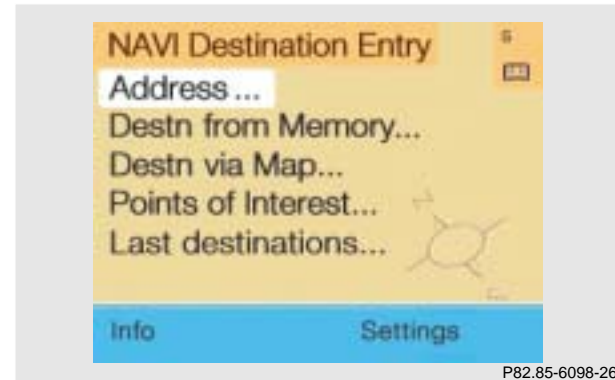 NAVI Destination Entry
Address ...
Destn from Memory...
Destn via Map...
Points of Interest...
Last destinations...
Info Settings
P82.85-6098-26